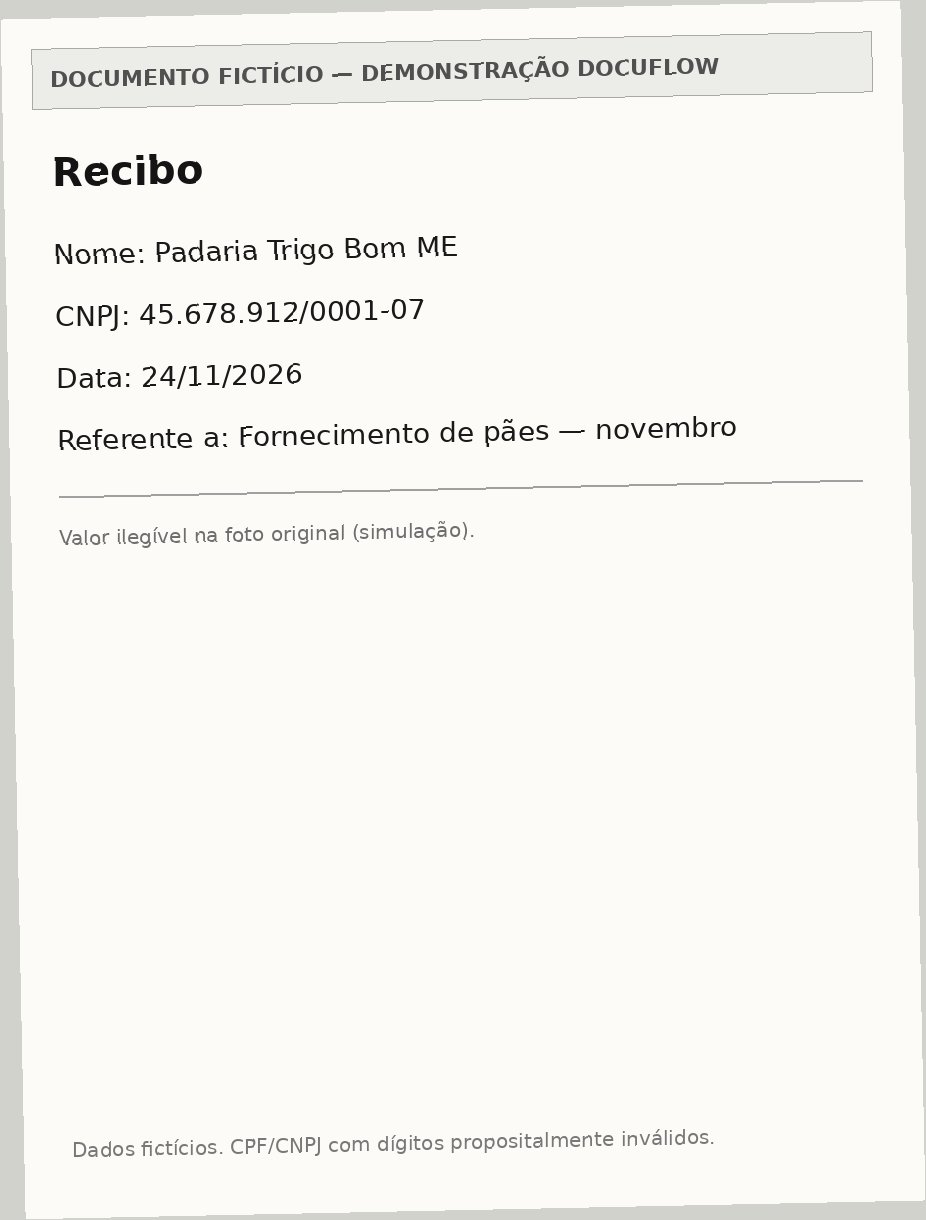 DOCUMENTO FICTÍCIO — DEMONSTRAÇÃO DOCUFLOW
Recibo
Nome: Padaria Trigo Bom ME
CNPJ: 45.678.912/0001-07
Data: 24/11/2026
Referente a: Fornecimento de pães — novembro
Valor ilegível na foto original (simulação).
Dados fictícios. CPF/CNPJ com dígitos propositalmente inválidos.